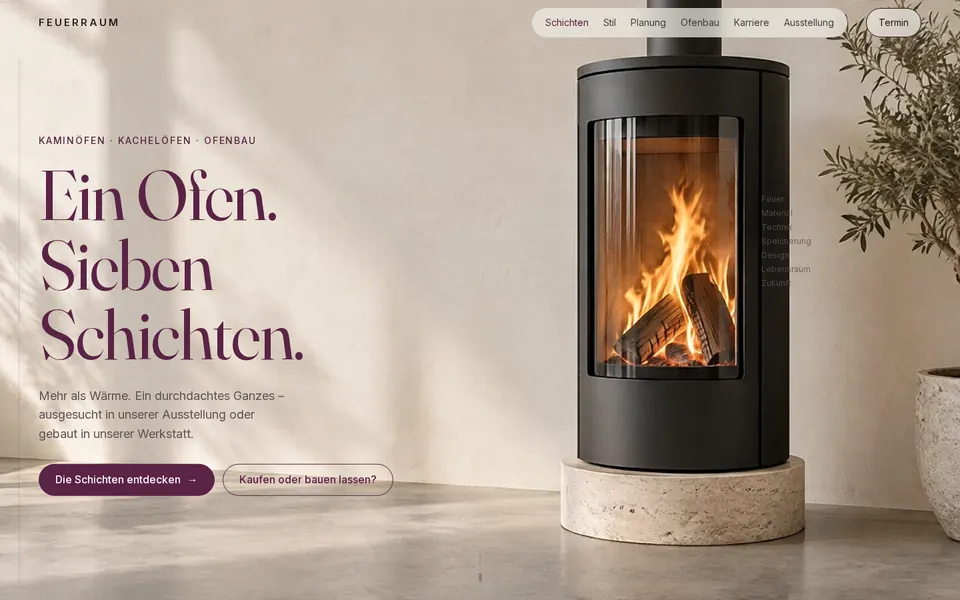 FEUERRAUM
Schichten Stil Planung Ofenbau Karriere Ausstellung Termin
KAMINÖFEN · KACHELÖFEN · OFENBAU
Ein Ofen.
Sieben
Schichten.
Mehr als Wärme. Ein durchdachtes Ganzes –
ausgesucht in unserer Ausstellung oder
gebaut in unserer Werkstatt.
Die Schichten entdecken →
Kaufen oder bauen lassen?
Feuer
Material
Technik
Speicherung
Design
Lebensraum
Zukunft